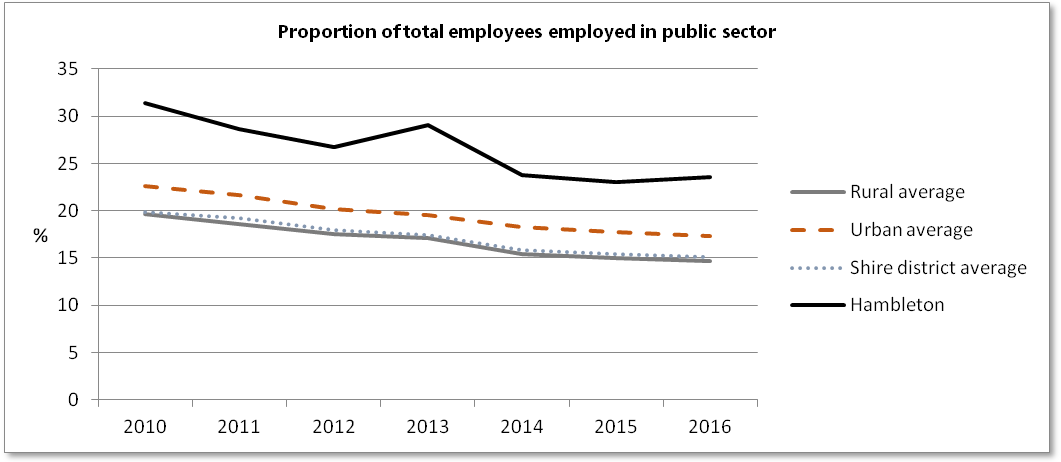 Proportion of total employees employed in public sector
35
30
25
20
15
10
5
0
%
2010 2011 2012 2013 2014 2015 2016
Rural average
Urban average
Shire district average
Hambleton